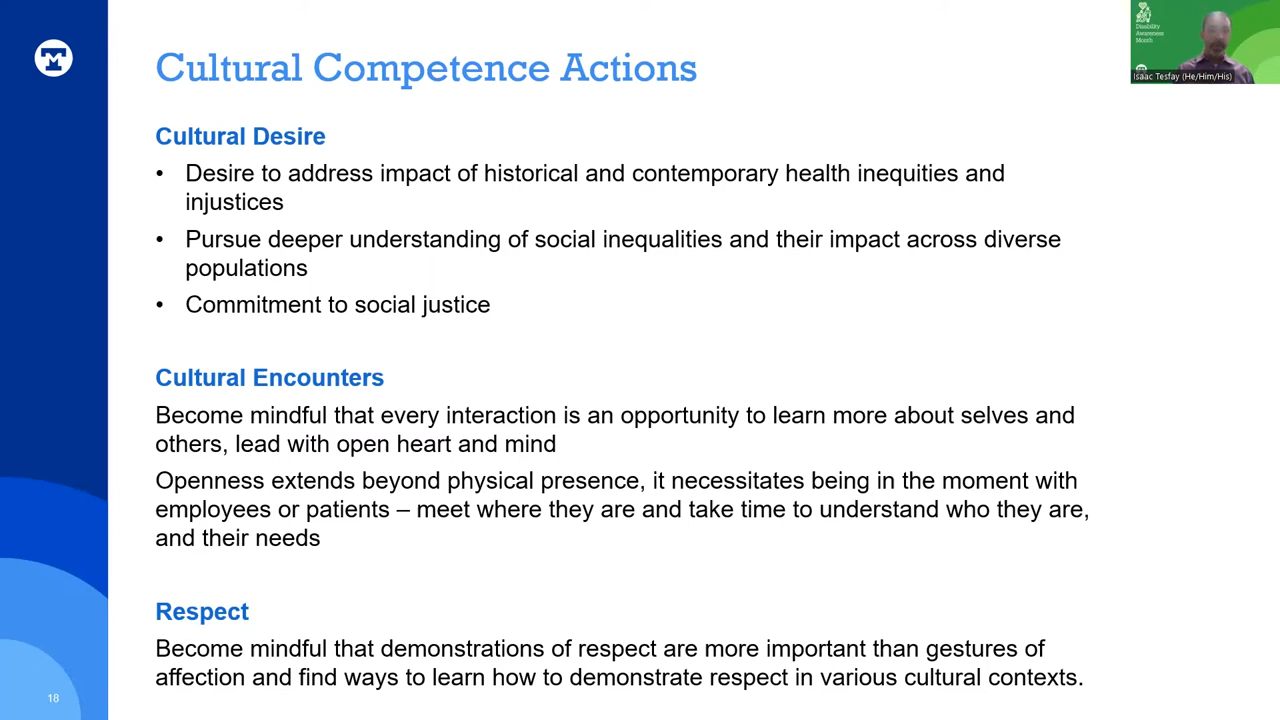 Cultural Competence Actions
Cultural Desire
• Desire to address impact of historical and contemporary health inequities and
injustices
• Pursue deeper understanding of social inequalities and their impact across diverse
populations
• Commitment to social justice
Cultural Encounters
Become mindful that every interaction is an opportunity to learn more about selves and
others, lead with open heart and mind
Openness extends beyond physical presence, it necessitates being in the moment with
employees or patients – meet where they are and take time to understand who they are,
and their needs
Respect
Become mindful that demonstrations of respect are more important than gestures of
affection and find ways to learn how to demonstrate respect in various cultural contexts.
18
Disability
Awareness
Month
Isaac Tesfay (He/Him/His)